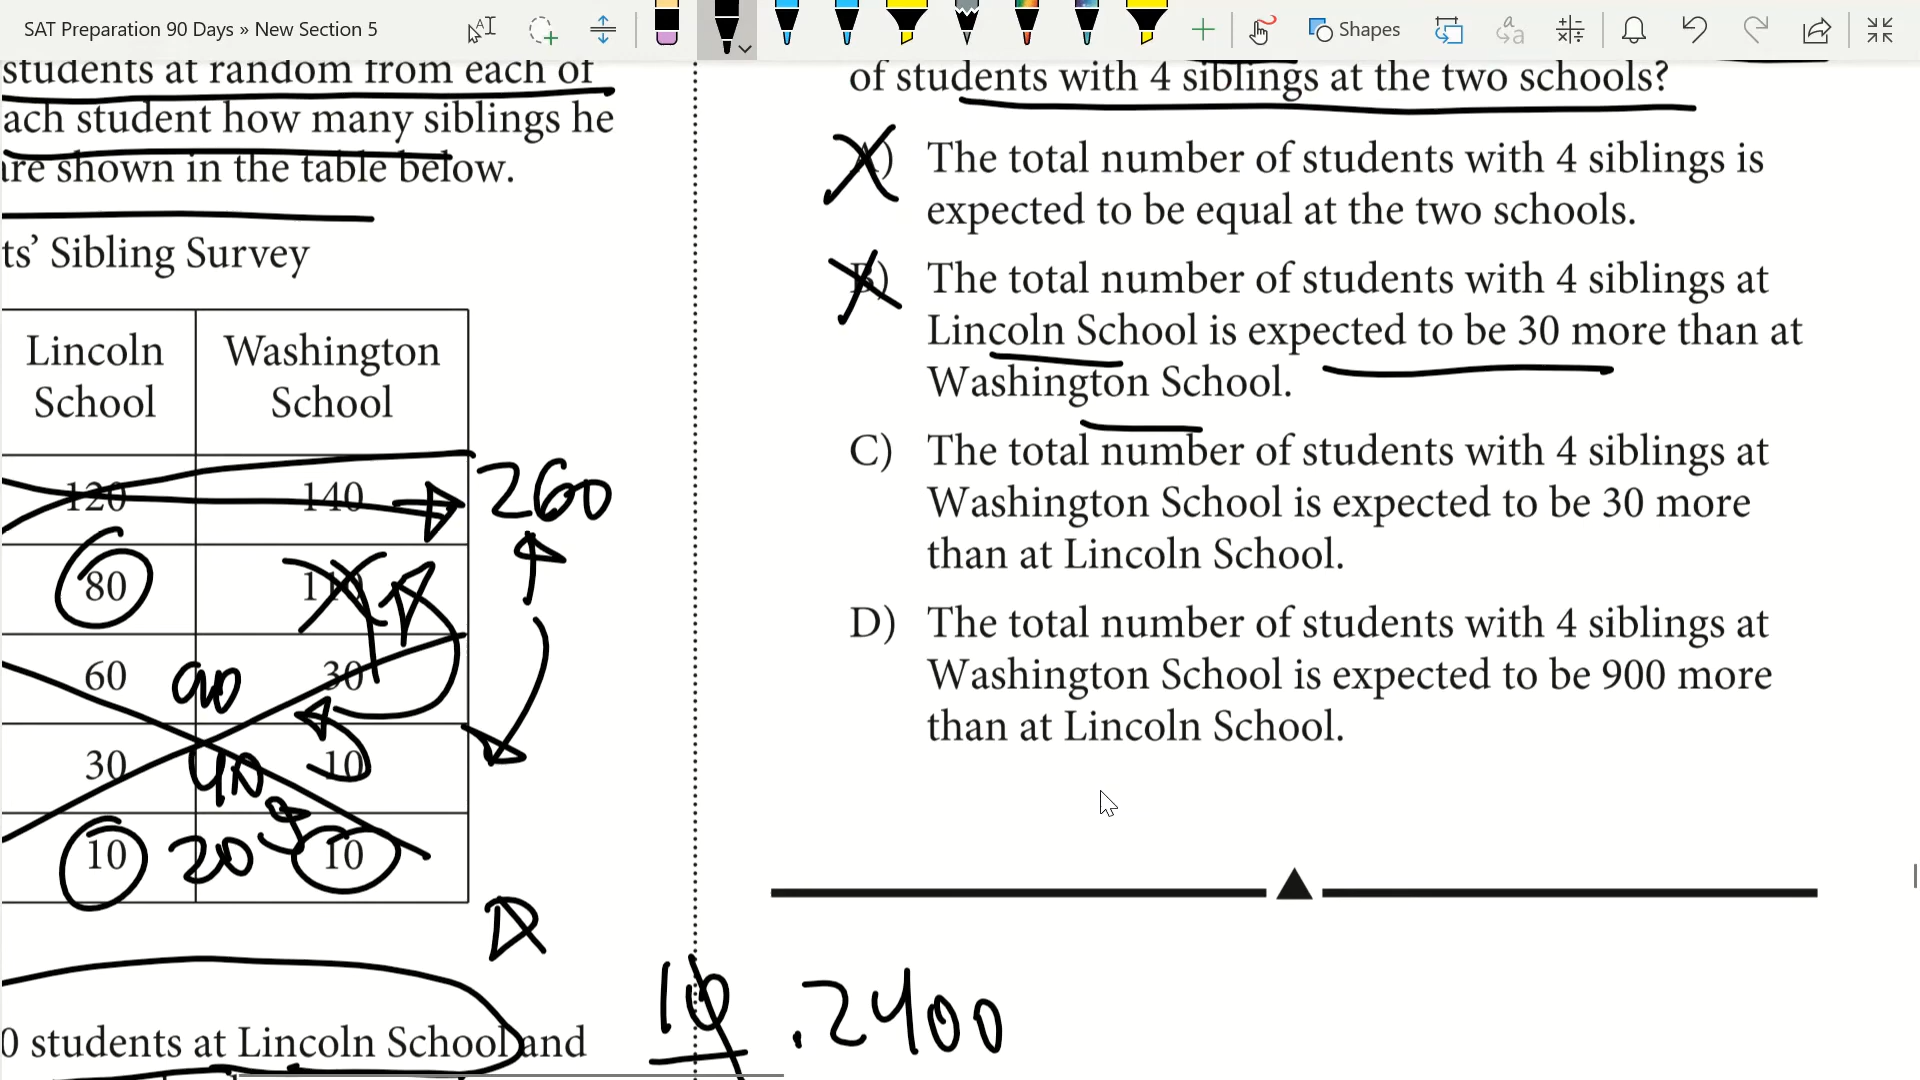 SAT Preparation 90 Days » New Section 5
Shapes
students at random from each of
ach student how many siblings he
are shown in the table below.
ts’ Sibling Survey
Lincoln School
Washington School
120 140 260
80
60 90 30
30 40 10
10 20 10
0 students at Lincoln School and
of students with 4 siblings at the two schools?
The total number of students with 4 siblings is
expected to be equal at the two schools.
The total number of students with 4 siblings at
Lincoln School is expected to be 30 more than at
Washington School.
C) The total number of students with 4 siblings at
Washington School is expected to be 30 more
than at Lincoln School.
D) The total number of students with 4 siblings at
Washington School is expected to be 900 more
than at Lincoln School.
10 .2400